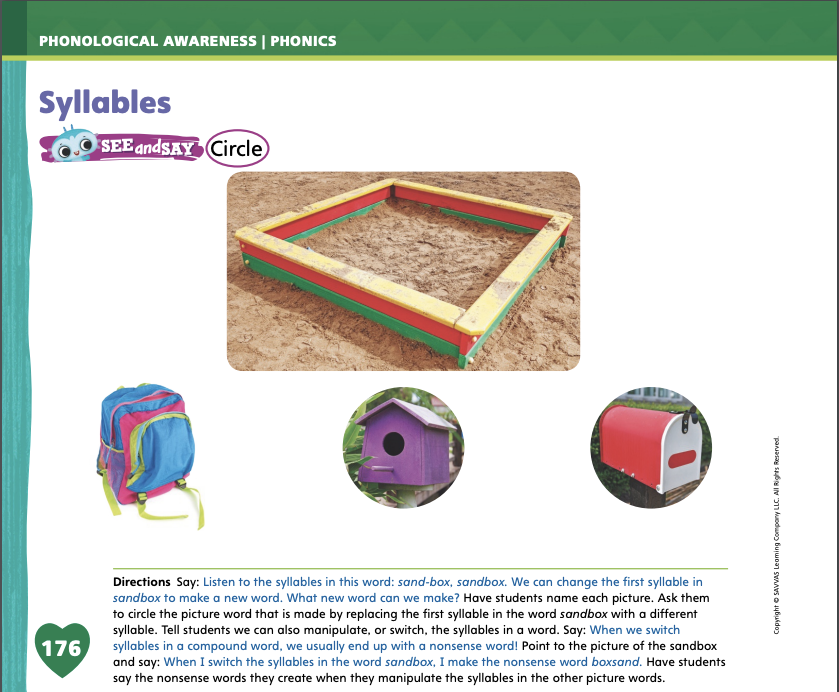 PHONOLOGICAL AWARENESS | PHONICS
Syllables
SEE and SAY Circle
Directions Say: Listen to the syllables in this word: sand-box, sandbox. We can change the first syllable in
sandbox to make a new word. What new word can we make? Have students name each picture. Ask them
to circle the picture word that is made by replacing the first syllable in the word sandbox with a different
syllable. Tell students we can also manipulate, or switch, the syllables in a word. Say: When we switch
syllables in a compound word, we usually end up with a nonsense word! Point to the picture of the sandbox
and say: When I switch the syllables in the word sandbox, I make the nonsense word boxsand. Have students
say the nonsense words they create when they manipulate the syllables in the other picture words.
176
Copyright © SAVVAS Learning Company LLC. All Rights Reserved.